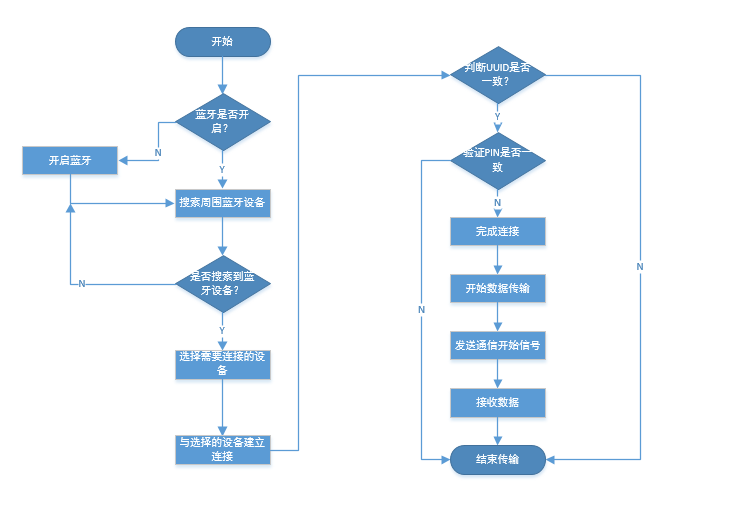 开始
蓝牙是否开
启？
N
Y
开启蓝牙
搜索周围蓝牙设备
是否搜索到蓝
牙设备？
N
Y
选择需要连接的设
备
与选择的设备建立
连接
判断UUID是否
一致？
Y
N
验证PIN是否一
致
N
N
完成连接
开始数据传输
发送通信开始信号
接收数据
结束传输